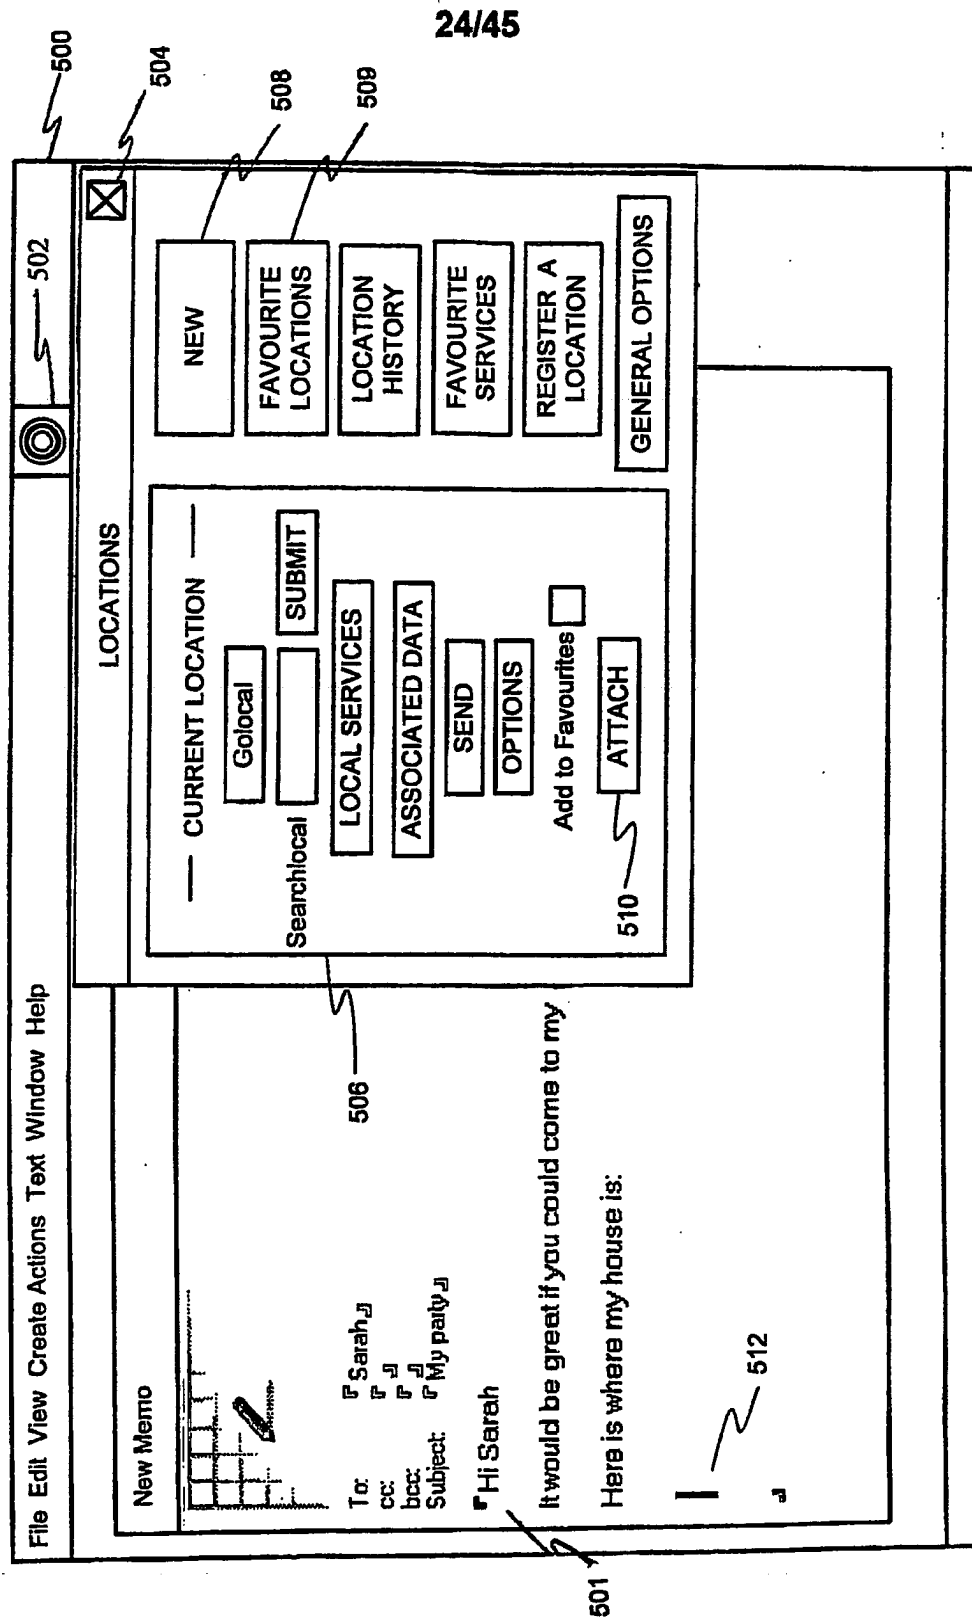 24/45
500
502
504
File Edit View Create Actions Text Window Help
LOCATIONS
New Memo
CURRENT LOCATION
Golocal
Searchlocal
SUBMIT
LOCAL SERVICES
ASSOCIATED DATA
SEND
OPTIONS
Add to Favourites
ATTACH
510
506
NEW
508
FAVOURITE
LOCATIONS
509
LOCATION
HISTORY
FAVOURITE
SERVICES
REGISTER A
LOCATION
GENERAL OPTIONS
To: 『Sarah』
cc: 『 』
bcc: 『 』
Subject: 『My party』
『Hi Sarah
It would be great if you could come to my
Here is where my house is:
512
』
501